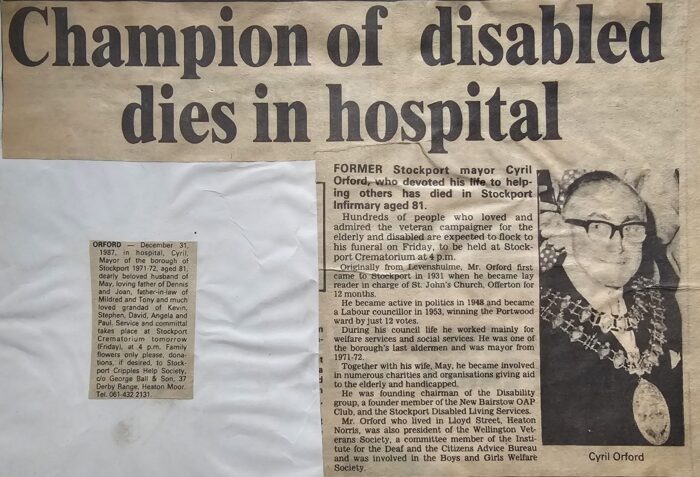 Champion of disabled
dies in hospital
ORFORD — December 31,
1987, in hospital, Cyril,
Mayor of the borough of
Stockport 1971-72, aged 81,
dearly beloved husband of
May, loving father of Dennis
and Joan, father-in-law of
Mildred and Tony and much
loved grandad of Kevin,
Stephen, David, Angela and
Paul. Service and committal
takes place at Stockport
Crematorium tomorrow
(Friday), at 4 p.m. Family
flowers only please, dona-
tions, if desired, to Stock-
port Cripples Help Society,
c/o George Ball & Son, 37
Derby Range, Heaton Moor.
Tel. 061-432 2131.
FORMER Stockport mayor Cyril
Orford, who devoted his life to help-
ing others has died in Stockport
Infirmary aged 81.
Hundreds of people who loved and
admired the veteran campaigner for the
elderly and disabled are expected to flock to
his funeral on Friday, to be held at Stock-
port Crematorium at 4 p.m.
Originally from Levenshulme, Mr. Orford first
came to Stockport in 1931 when he became lay
reader in charge of St. John's Church, Offerton for
12 months.
He became active in politics in 1948 and became
a Labour councillor in 1953, winning the Portwood
ward by just 12 votes.
During his council life he worked mainly for
welfare services and social services. He was one of
the borough's last aldermen and was mayor from
1971-72.
Together with his wife, May, he became involved
in numerous charities and organisations giving aid
to the elderly and handicapped.
He was founding chairman of the Disability
group, a founder member of the New Bairstow OAP
Club, and the Stockport Disabled Living Services.
Mr. Orford who lived in Lloyd Street, Heaton
Norris, was also president of the Wellington Vet-
erans Society, a committee member of the Insti-
tute for the Deaf and the Citizens Advice Bureau
and was involved in the Boys and Girls Welfare
Society.
Cyril Orford